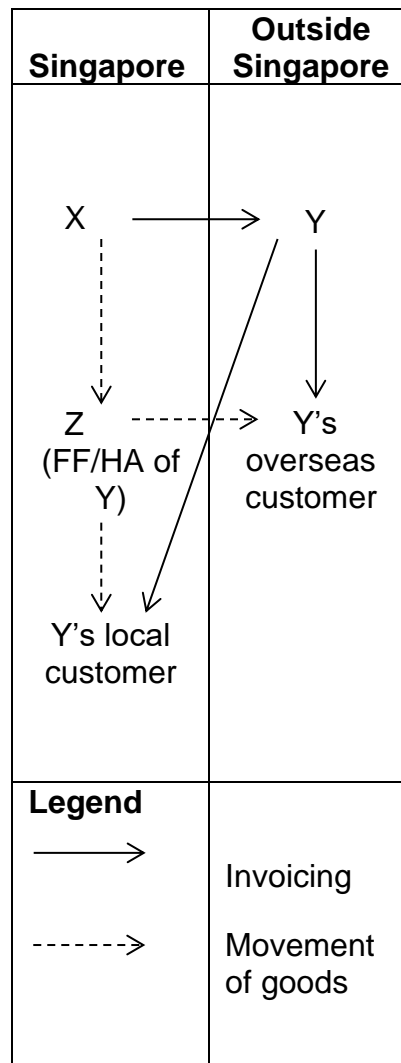 Singapore
Outside
Singapore
X
Y
Z
(FF/HA of
Y)
Y's
overseas
customer
Y's local
customer
Legend
Invoicing
Movement
of goods